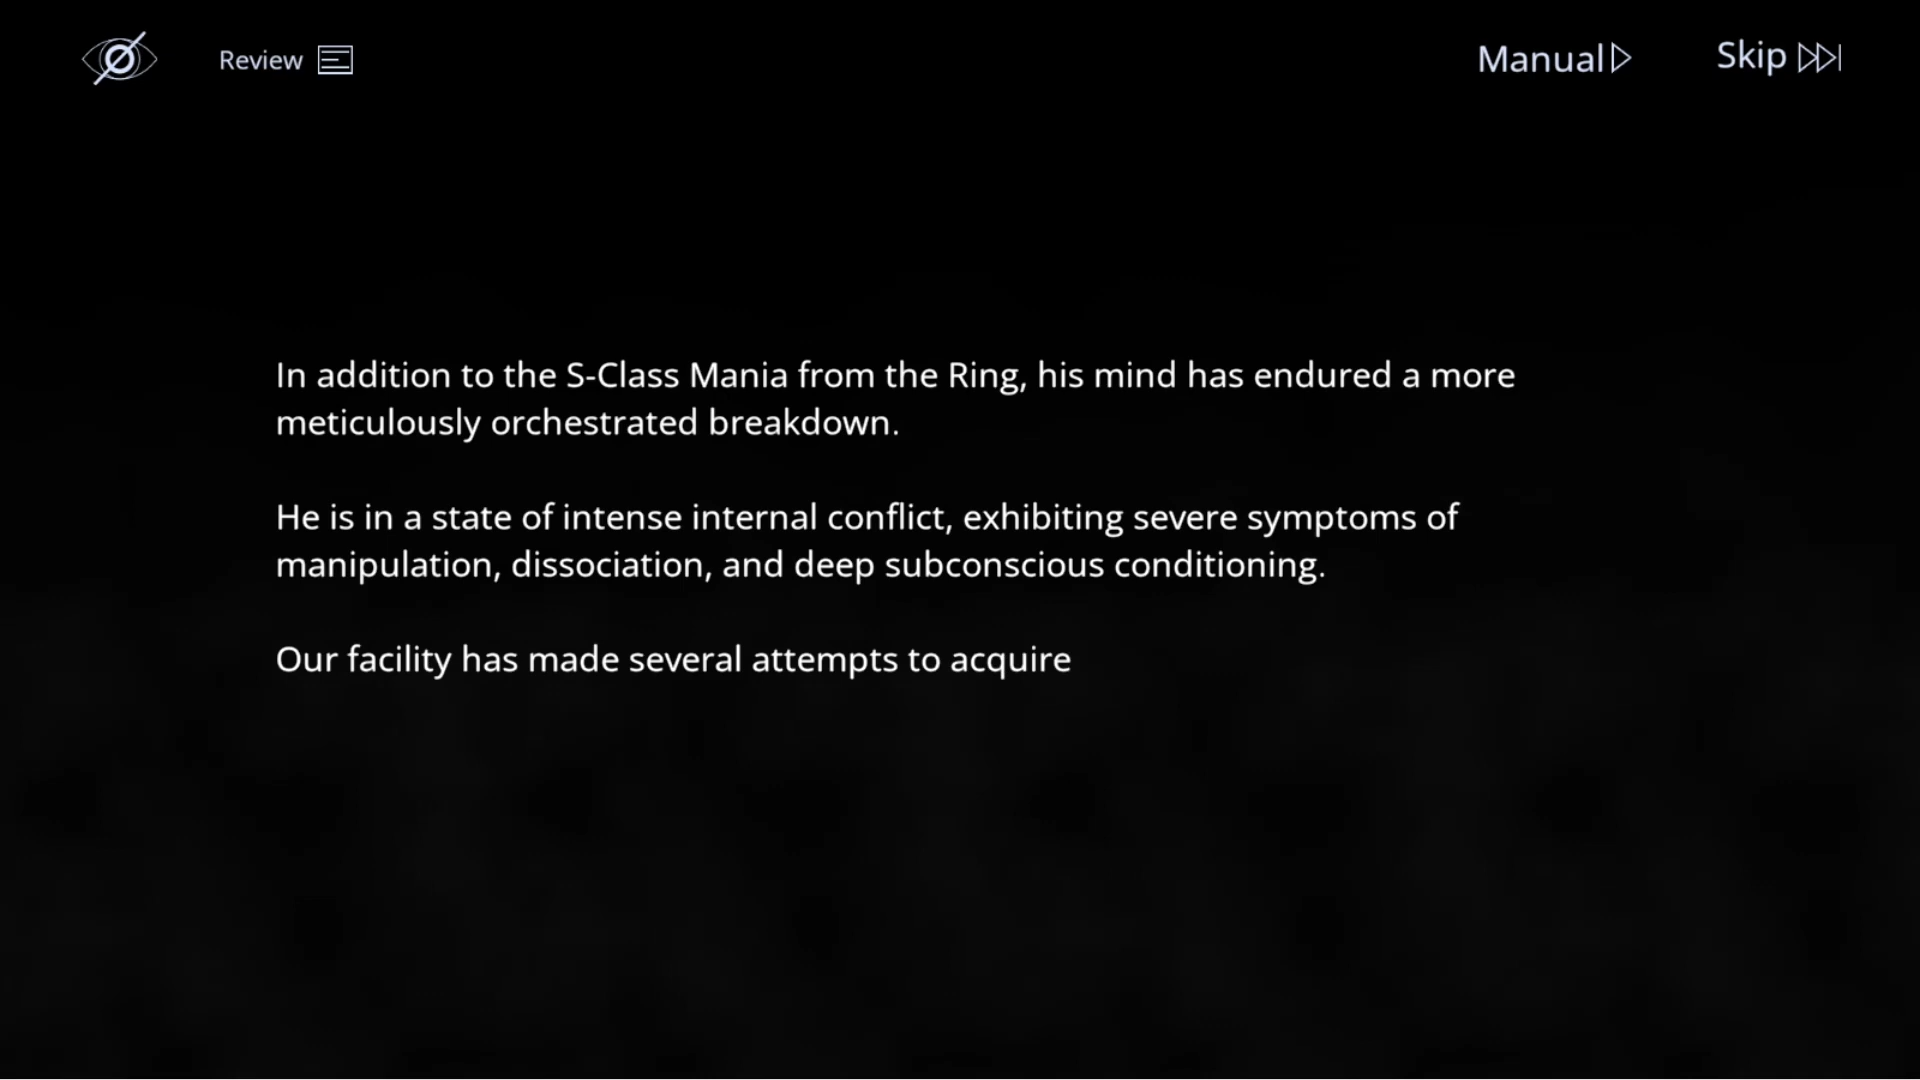 Review
Manual
Skip
In addition to the S-Class Mania from the Ring, his mind has endured a more
meticulously orchestrated breakdown.
He is in a state of intense internal conflict, exhibiting severe symptoms of
manipulation, dissociation, and deep subconscious conditioning.
Our facility has made several attempts to acquire